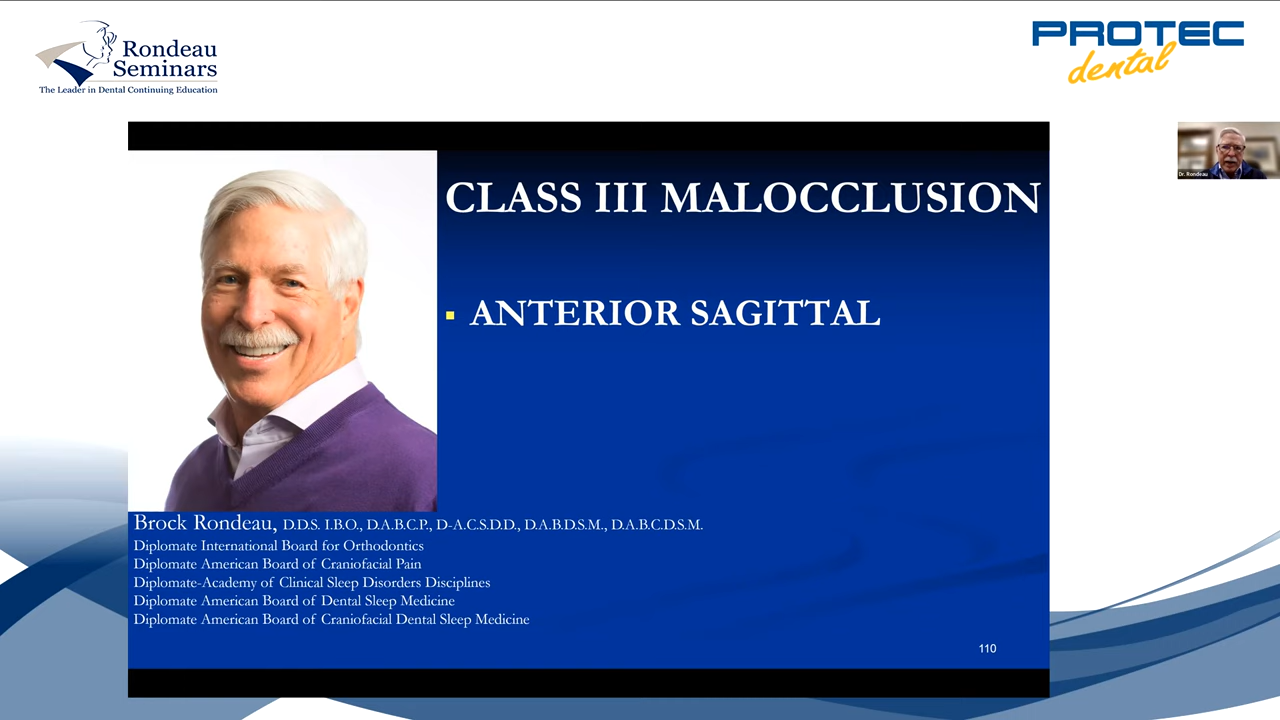 Rondeau
Seminars
The Leader in Dental Continuing Education
PROTEC
dental
Dr. Rondeau
CLASS III MALOCCLUSION
ANTERIOR SAGITTAL
Brock Rondeau, D.D.S. I.B.O., D.A.B.C.P., D-A.C.S.D.D., D.A.B.D.S.M., D.A.B.C.D.S.M.
Diplomate International Board for Orthodontics
Diplomate American Board of Craniofacial Pain
Diplomate-Academy of Clinical Sleep Disorders Disciplines
Diplomate American Board of Dental Sleep Medicine
Diplomate American Board of Craniofacial Dental Sleep Medicine
110